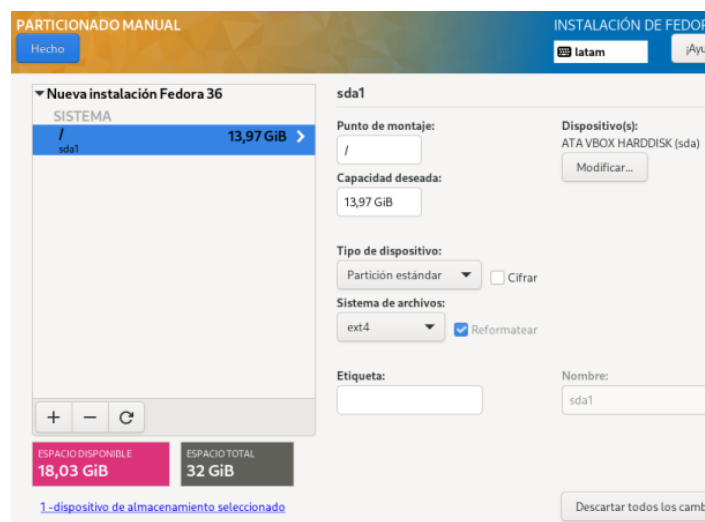 PARTICIONADO MANUAL
Hecho
INSTALACIÓN DE FEDOR
latam
¡Ayu
Nueva instalación Fedora 36
SISTEMA
/
13,97 GiB
sda1
ESPACIO DISPONIBLE
18,03 GiB
ESPACIO TOTAL
32 GiB
1 -dispositivo de almacenamiento seleccionado
sda1
Punto de montaje:
/
Capacidad deseada:
13,97 GiB
Dispositivo(s):
ATA VBOX HARDDISK (sda)
Modificar...
Tipo de dispositivo:
Partición estándar
Cifrar
Sistema de archivos:
ext4
Reformatear
Etiqueta:
Nombre:
sda1
Descartar todos los camb